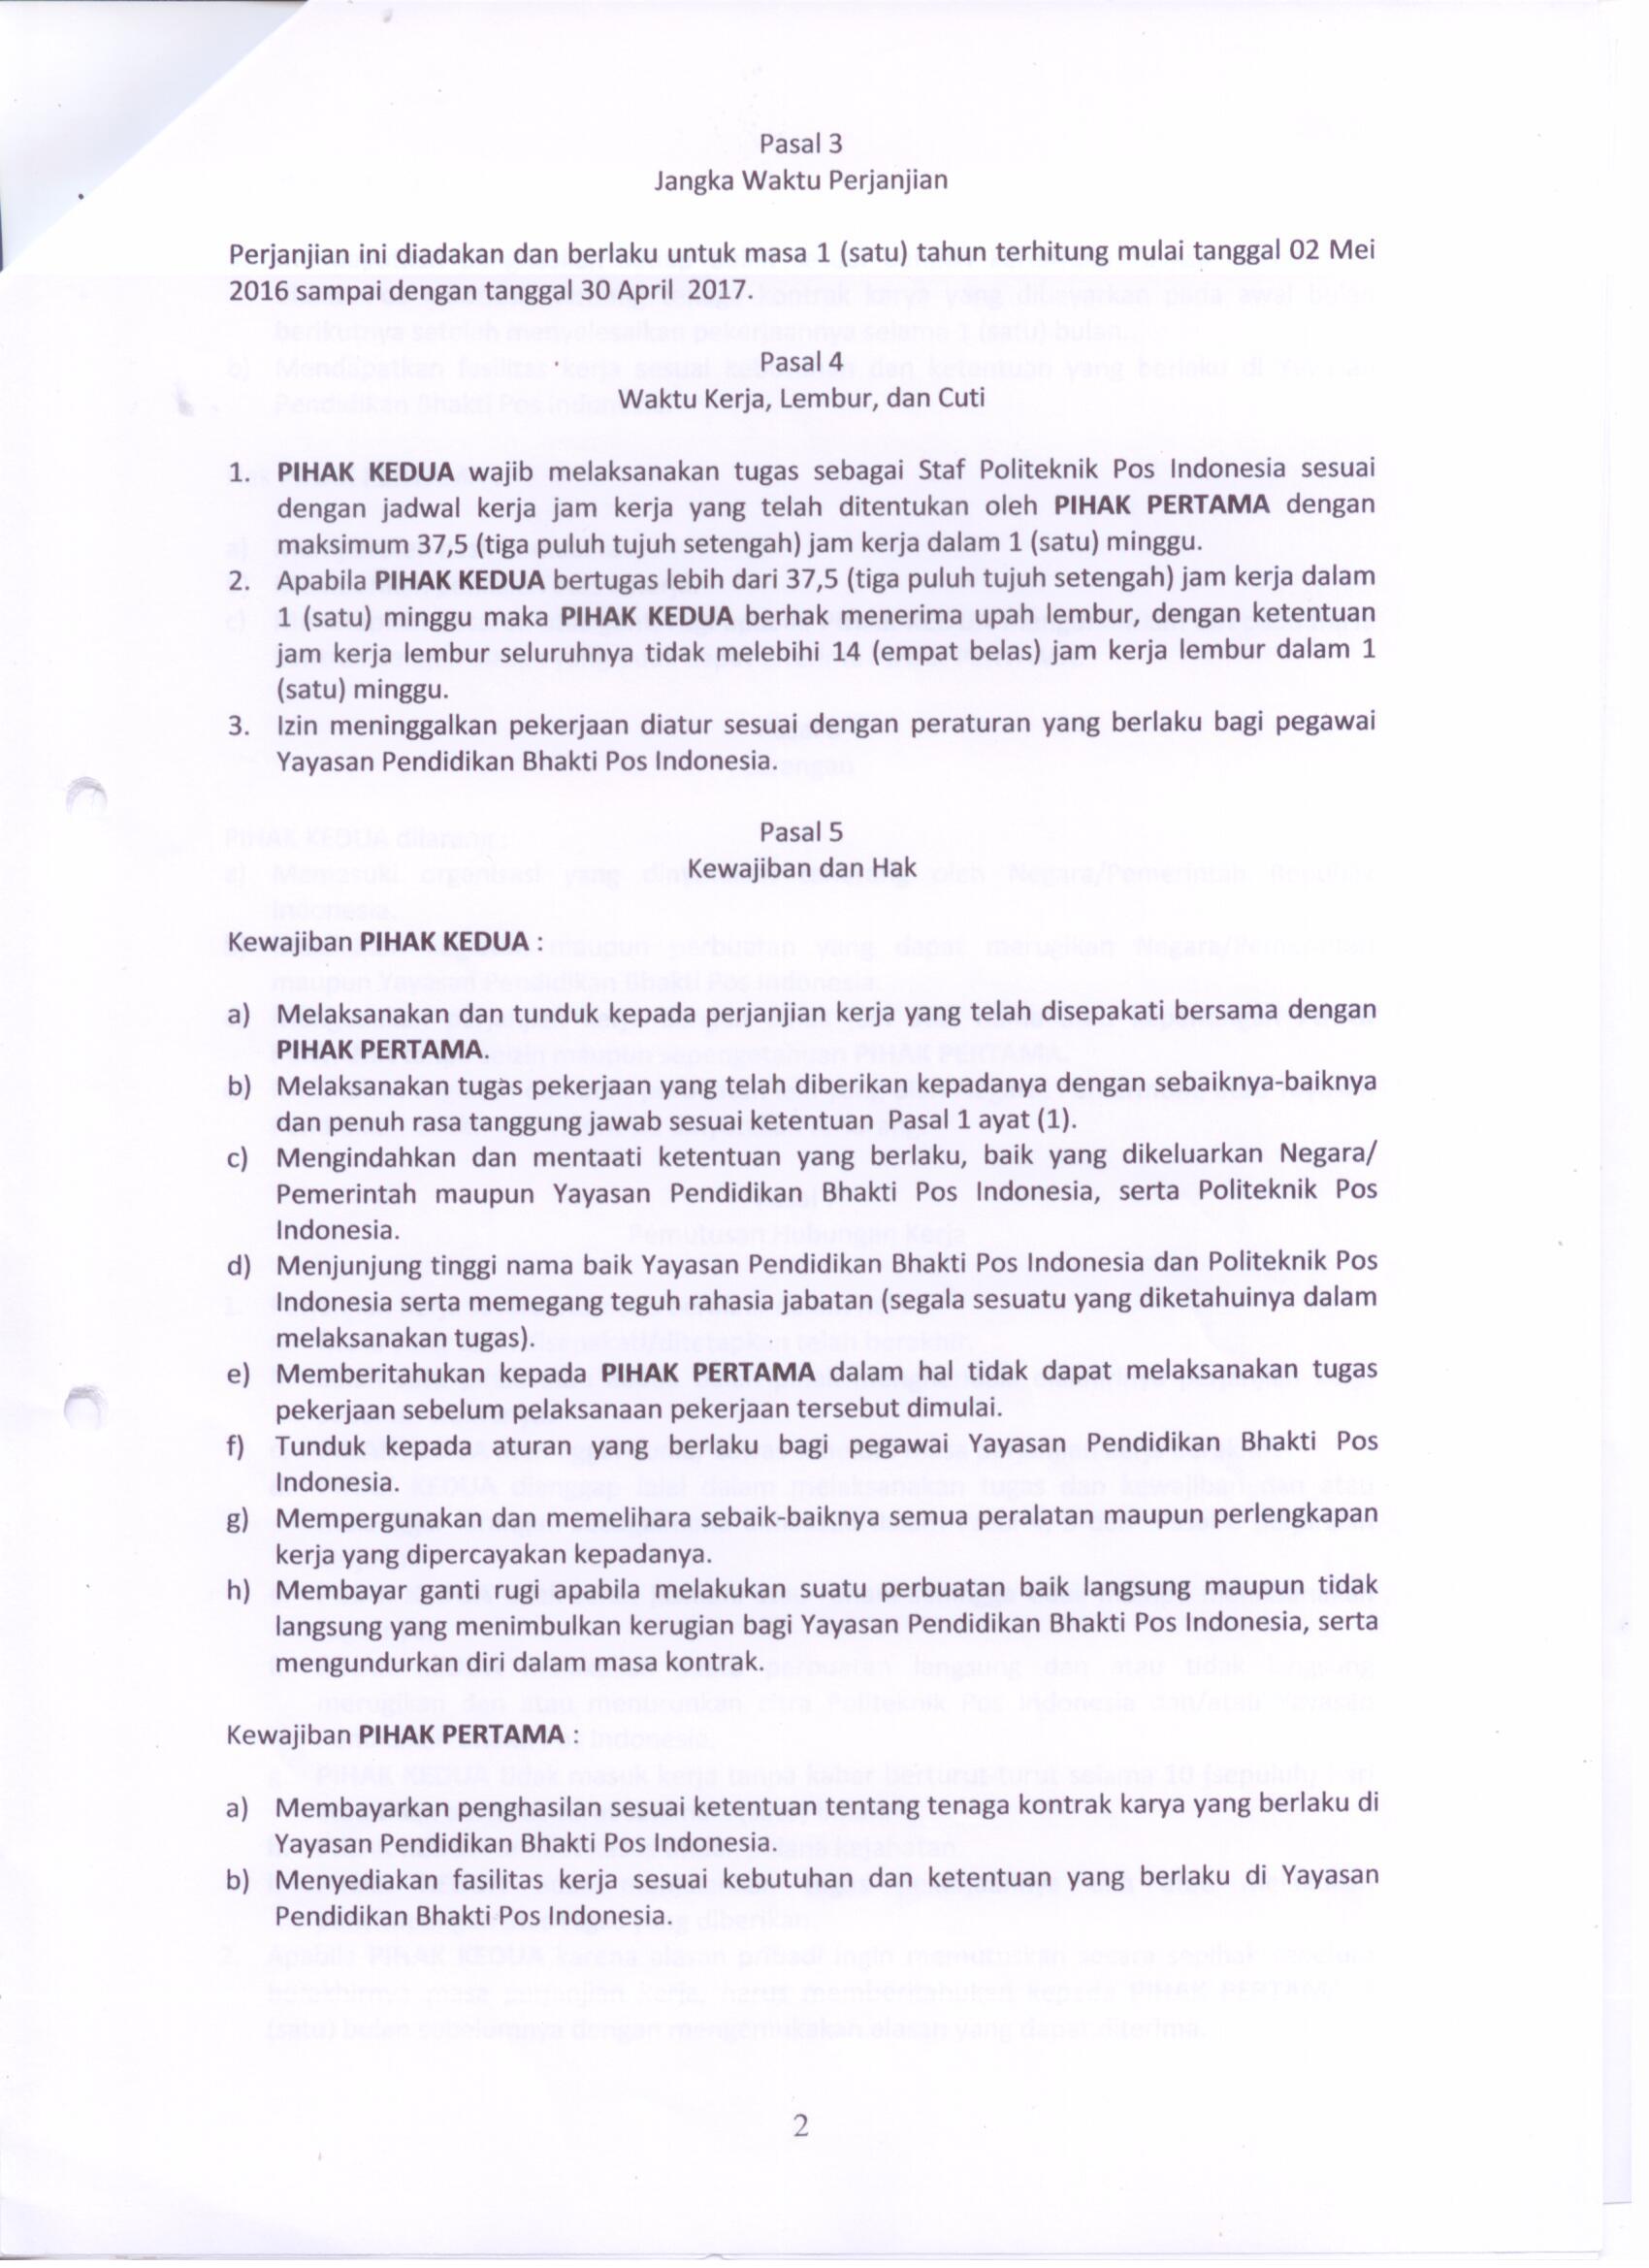 Pasal 3
Jangka Waktu Perjanjian
Perjanjian ini diadakan dan berlaku untuk masa 1 (satu) tahun terhitung mulai tanggal 02 Mei
2016 sampai dengan tanggal 30 April 2017.
Pasal 4
Waktu Kerja, Lembur, dan Cuti
1. PIHAK KEDUA wajib melaksanakan tugas sebagai Staf Politeknik Pos Indonesia sesuai
dengan jadwal kerja jam kerja yang telah ditentukan oleh PIHAK PERTAMA dengan
maksimum 37,5 (tiga puluh tujuh setengah) jam kerja dalam 1 (satu) minggu.
2. Apabila PIHAK KEDUA bertugas lebih dari 37,5 (tiga puluh tujuh setengah) jam kerja dalam
1 (satu) minggu maka PIHAK KEDUA berhak menerima upah lembur, dengan ketentuan
jam kerja lembur seluruhnya tidak melebihi 14 (empat belas) jam kerja lembur dalam 1
(satu) minggu.
3. Izin meninggalkan pekerjaan diatur sesuai dengan peraturan yang berlaku bagi pegawai
Yayasan Pendidikan Bhakti Pos Indonesia.
Pasal 5
Kewajiban dan Hak
Kewajiban PIHAK KEDUA :
a) Melaksanakan dan tunduk kepada perjanjian kerja yang telah disepakati bersama dengan
PIHAK PERTAMA.
b) Melaksanakan tugas pekerjaan yang telah diberikan kepadanya dengan sebaiknya-baiknya
dan penuh rasa tanggung jawab sesuai ketentuan Pasal 1 ayat (1).
c) Mengindahkan dan mentaati ketentuan yang berlaku, baik yang dikeluarkan Negara/
Pemerintah maupun Yayasan Pendidikan Bhakti Pos Indonesia, serta Politeknik Pos
Indonesia.
d) Menjunjung tinggi nama baik Yayasan Pendidikan Bhakti Pos Indonesia dan Politeknik Pos
Indonesia serta memegang teguh rahasia jabatan (segala sesuatu yang diketahuinya dalam
melaksanakan tugas).
e) Memberitahukan kepada PIHAK PERTAMA dalam hal tidak dapat melaksanakan tugas
pekerjaan sebelum pelaksanaan pekerjaan tersebut dimulai.
f) Tunduk kepada aturan yang berlaku bagi pegawai Yayasan Pendidikan Bhakti Pos
Indonesia.
g) Mempergunakan dan memelihara sebaik-baiknya semua peralatan maupun perlengkapan
kerja yang dipercayakan kepadanya.
h) Membayar ganti rugi apabila melakukan suatu perbuatan baik langsung maupun tidak
langsung yang menimbulkan kerugian bagi Yayasan Pendidikan Bhakti Pos Indonesia, serta
mengundurkan diri dalam masa kontrak.
Kewajiban PIHAK PERTAMA :
a) Membayarkan penghasilan sesuai ketentuan tentang tenaga kontrak karya yang berlaku di
Yayasan Pendidikan Bhakti Pos Indonesia.
b) Menyediakan fasilitas kerja sesuai kebutuhan dan ketentuan yang berlaku di Yayasan
Pendidikan Bhakti Pos Indonesia.
2